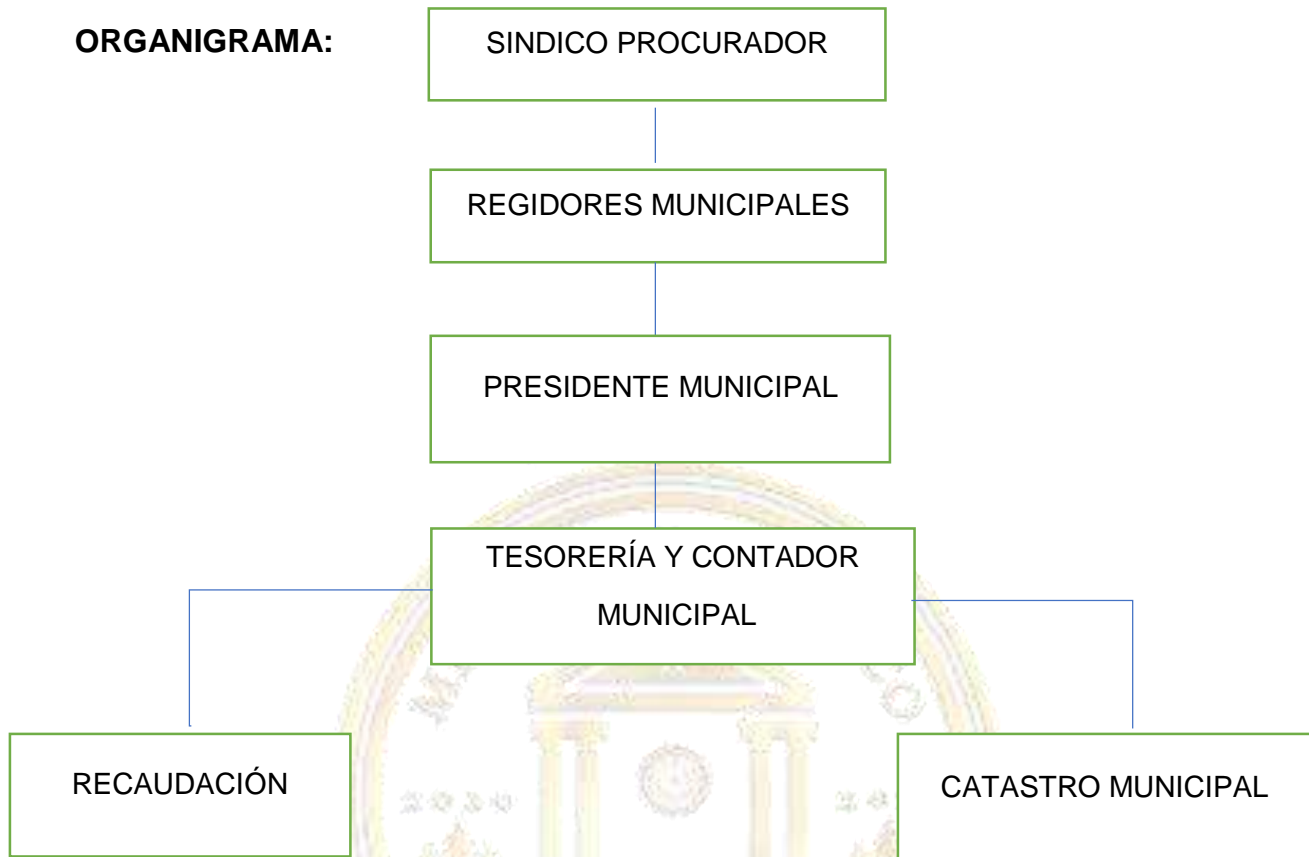 ORGANIGRAMA:
SINDICO PROCURADOR
REGIDORES MUNICIPALES
PRESIDENTE MUNICIPAL
TESORERÍA Y CONTADOR
MUNICIPAL
RECAUDACIÓN
CATASTRO MUNICIPAL